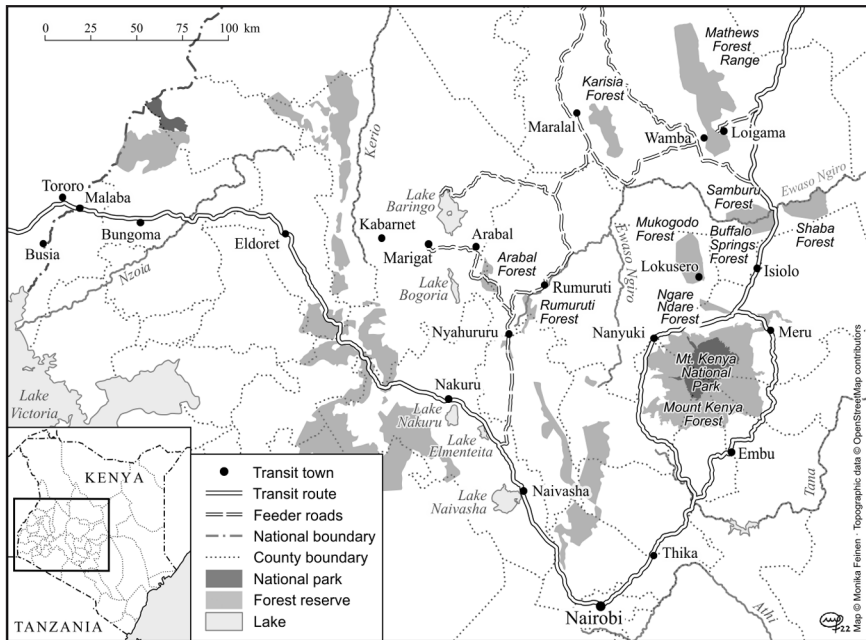 0 25 50 75 100 km
Mathews
Forest
Range
Karisia
Forest
Maralal
Wamba
Loigama
Kerio
Tororo
Malaba
Bungoma
Busia
Nzoia
Eldoret
Lake
Baringo
Kabarnet
Marigat
Arabal
Arabal
Forest
Lake
Bogoria
Samburu
Forest
Ewaso Ngiro
Mukogodo
Forest
Buffalo
Springs
Forest
Shaba
Forest
Ewaso Ngiro
Lokusero
Isiolo
Rumuruti
Rumuruti
Forest
Ngare
Ndare
Forest
Nyahururu
Nanyuki
Meru
Mt. Kenya
National
Park
Mount Kenya
Forest
Lake
Victoria
Nakuru
Lake
Nakuru
Lake
Elmenteita
Embu
Tana
Lake
Naivasha
Naivasha
Thika
Nairobi
Athi
KENYA
TANZANIA
Transit town
Transit route
Feeder roads
National boundary
County boundary
National park
Forest reserve
Lake
Map © Monika Feinen · Topographic data © OpenStreetMap contributors
22